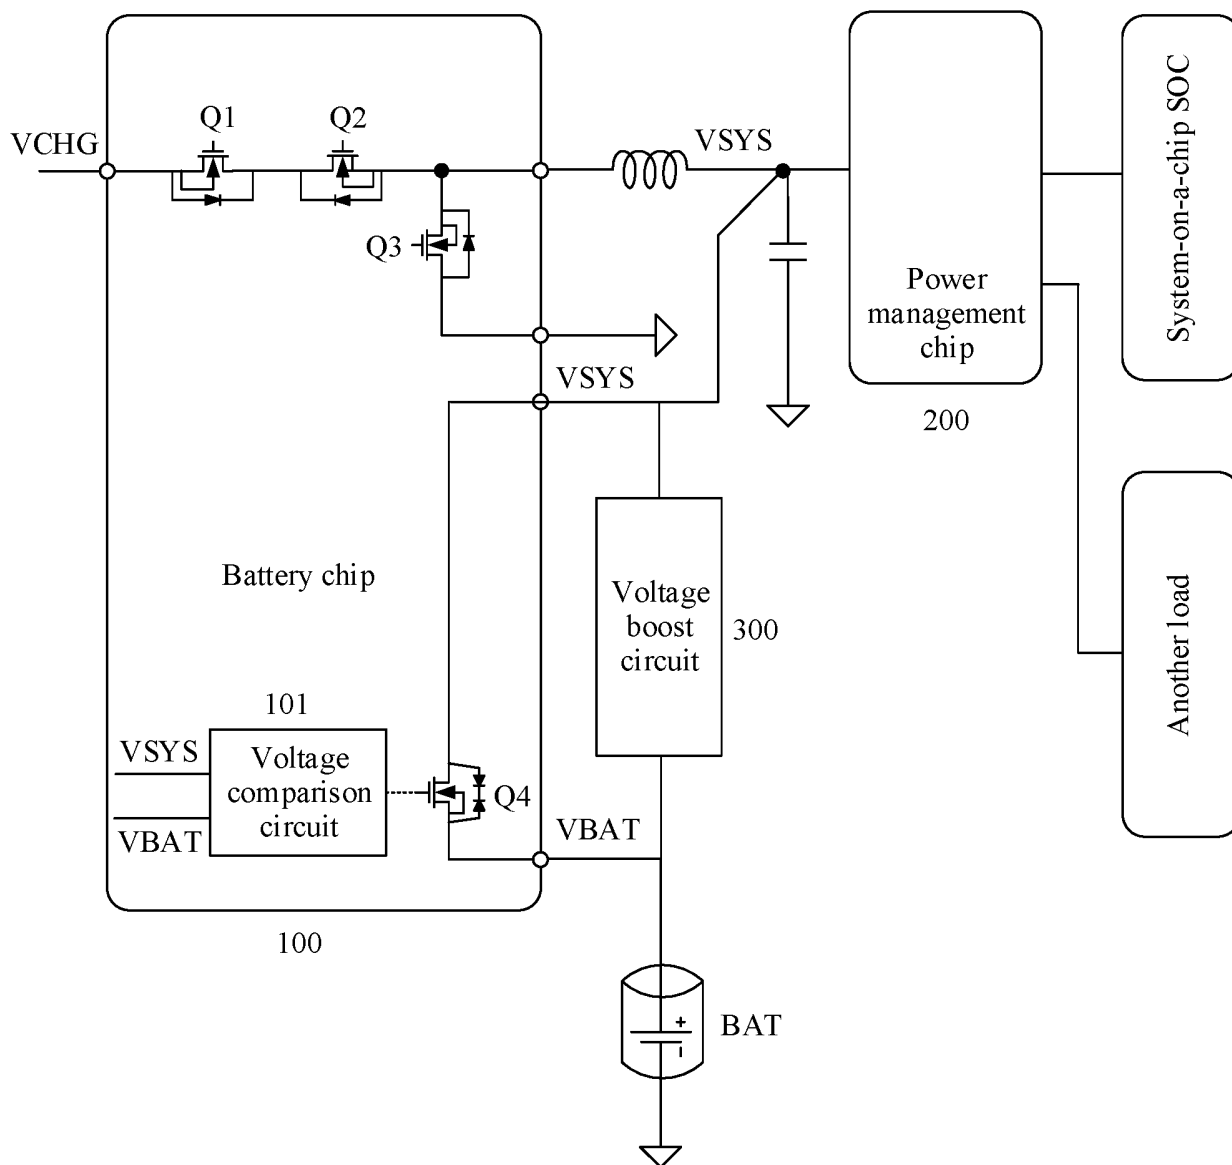 Q1
Q2
VCHG
VSYS
Q3
Power
management
chip
200
System-on-a-chip SOC
VSYS
Battery chip
Voltage
boost
circuit
300
Another load
101
VSYS
VBAT
Voltage
comparison
circuit
Q4
VBAT
100
+
BAT